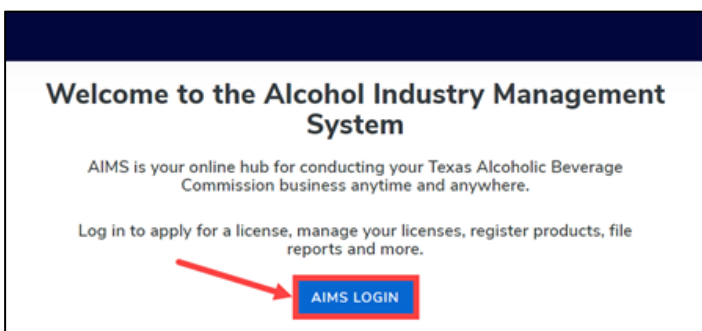 Welcome to the Alcohol Industry Management
System
AIMS is your online hub for conducting your Texas Alcoholic Beverage
Commission business anytime and anywhere.
Log in to apply for a license, manage your licenses, register products, file
reports and more.
AIMS LOGIN